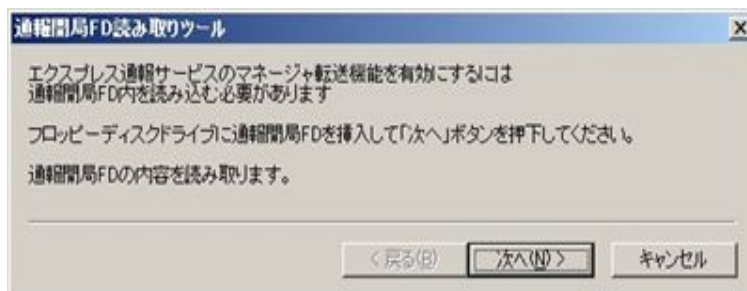 通報開局FD読み取りツール
エクスプレス通報サービスのマネージャ転送機能を有効にするには
通報開局FD内を読み込む必要があります
フロッピーディスクドライブに通報開局FDを挿入して「次へ」ボタンを押下してください。
通報開局FDの内容を読み取ります。
< 戻る(B) 次へ(N) > キャンセル